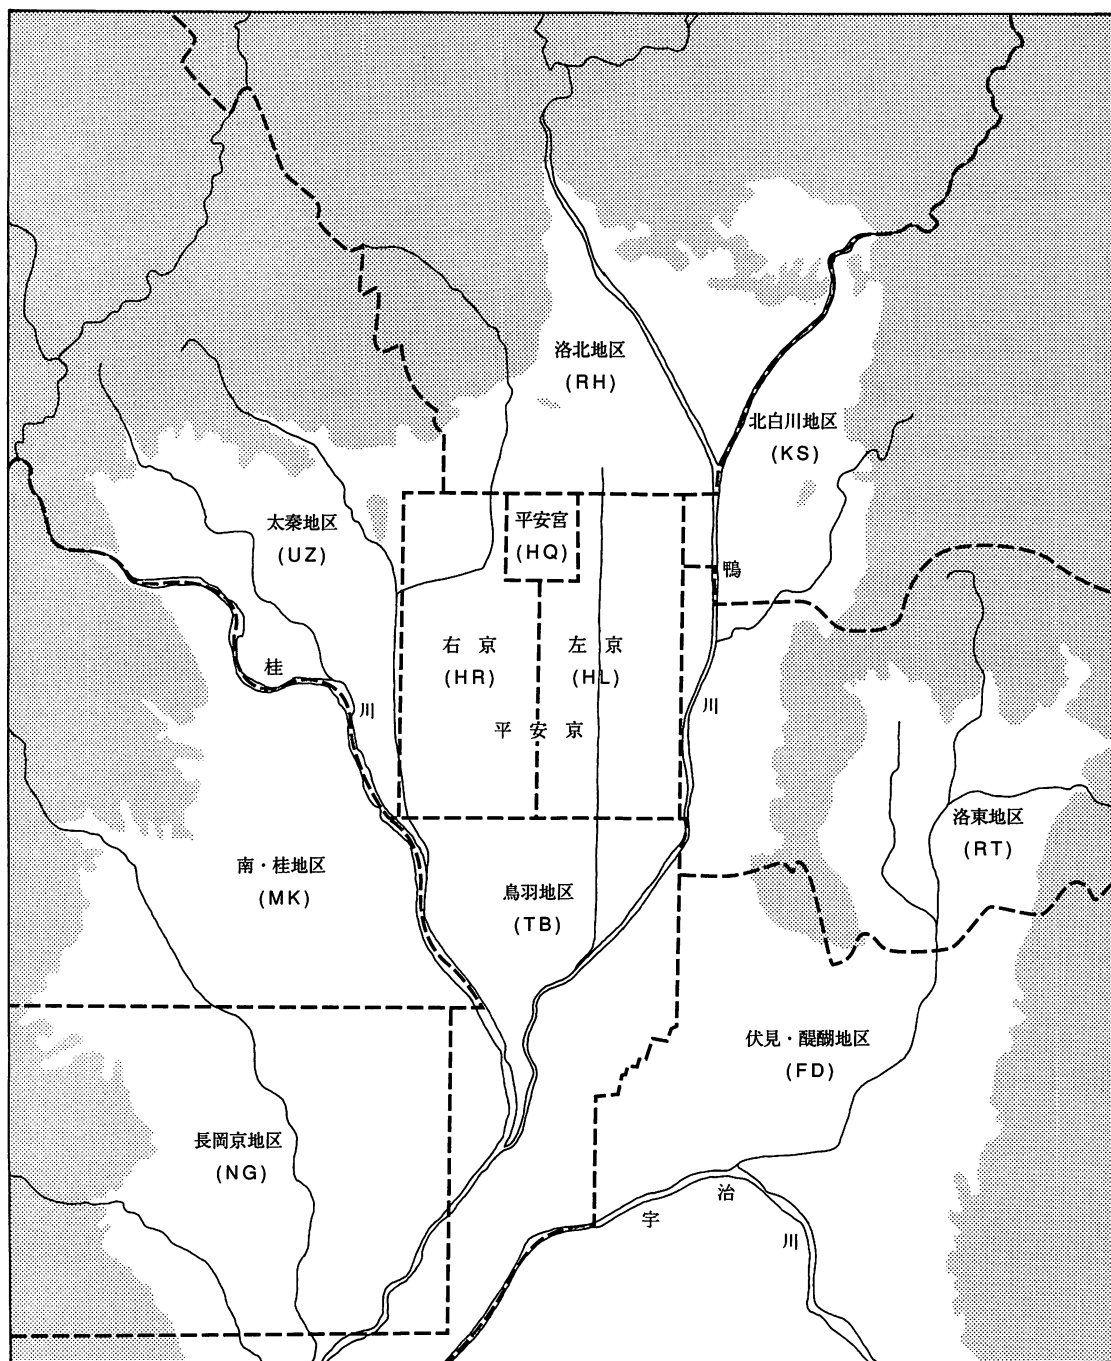 洛北地区
(RH)
北白川地区
(KS)
太秦地区
(UZ)
平安宮
(HQ)
鴨
川
右京
(HR)
左京
(HL)
平安京
桂
川
洛東地区
(RT)
南・桂地区
(MK)
鳥羽地区
(TB)
伏見・醍醐地区
(FD)
長岡京地区
(NG)
宇
治
川